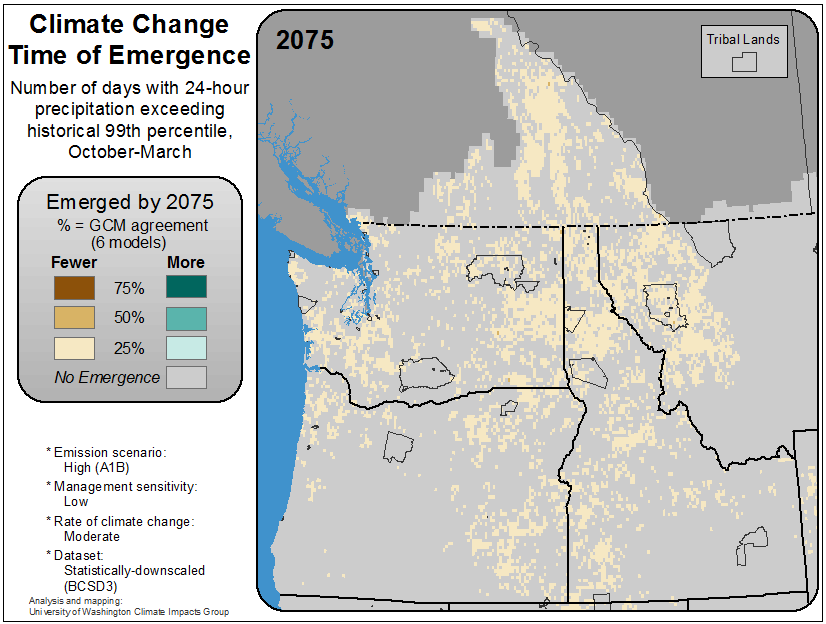 Climate Change
Time of Emergence
Number of days with 24-hour
precipitation exceeding
historical 99th percentile,
October-March
Emerged by 2075
% = GCM agreement
(6 models)
Fewer More
75%
50%
25%
No Emergence
* Emission scenario:
High (A1B)
* Management sensitivity:
Low
* Rate of climate change:
Moderate
* Dataset:
Statistically-downscaled
(BCSD3)
Analysis and mapping:
University of Washington Climate Impacts Group
2075
Tribal Lands